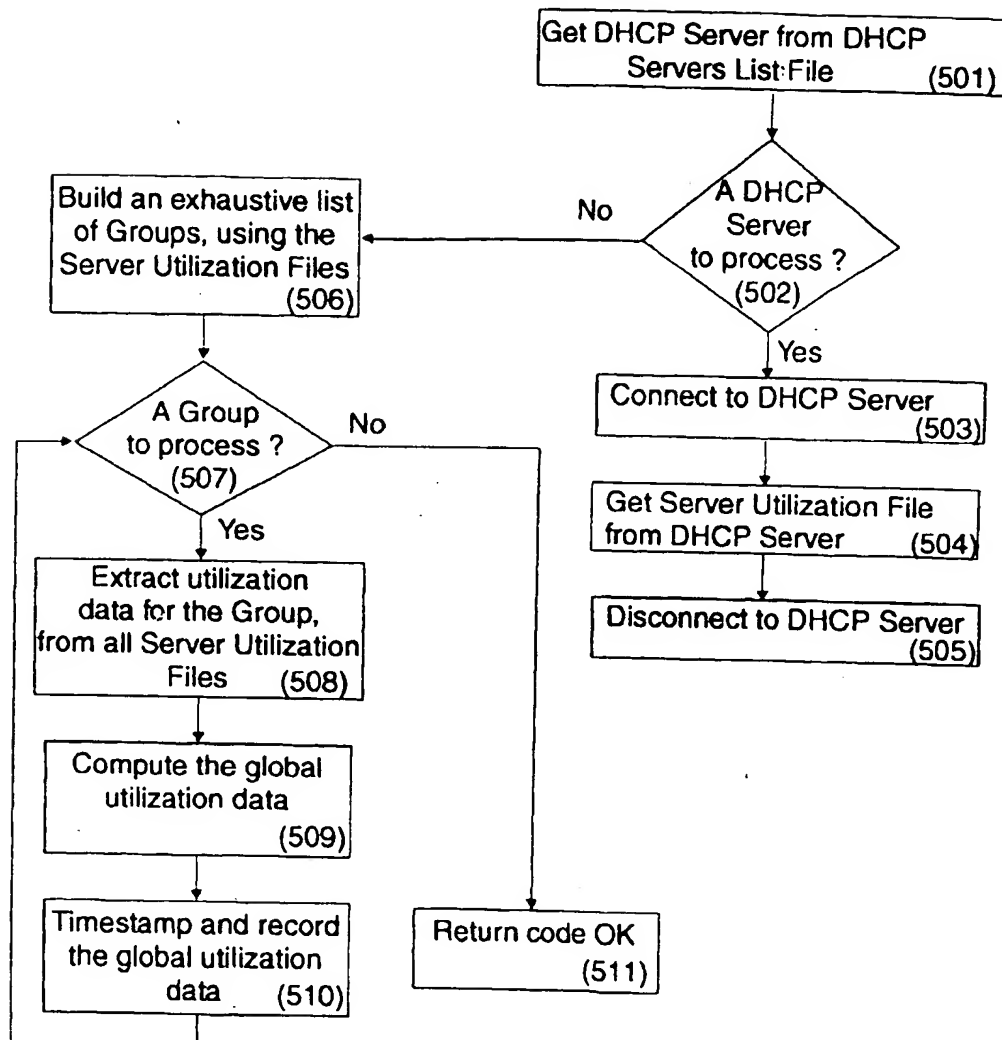 Get DHCP Server from DHCP
Servers List File (501)
A DHCP
Server
to process ?
(502)
No
Yes
Build an exhaustive list
of Groups, using the
Server Utilization Files
(506)
Connect to DHCP Server
(503)
A Group
to process ?
(507)
No
Yes
Get Server Utilization File
from DHCP Server (504)
Extract utilization
data for the Group,
from all Server Utilization
Files (508)
Disconnect to DHCP Server
(505)
Compute the global
utilization data
(509)
Timestamp and record
the global utilization
data (510)
Return code OK
(511)